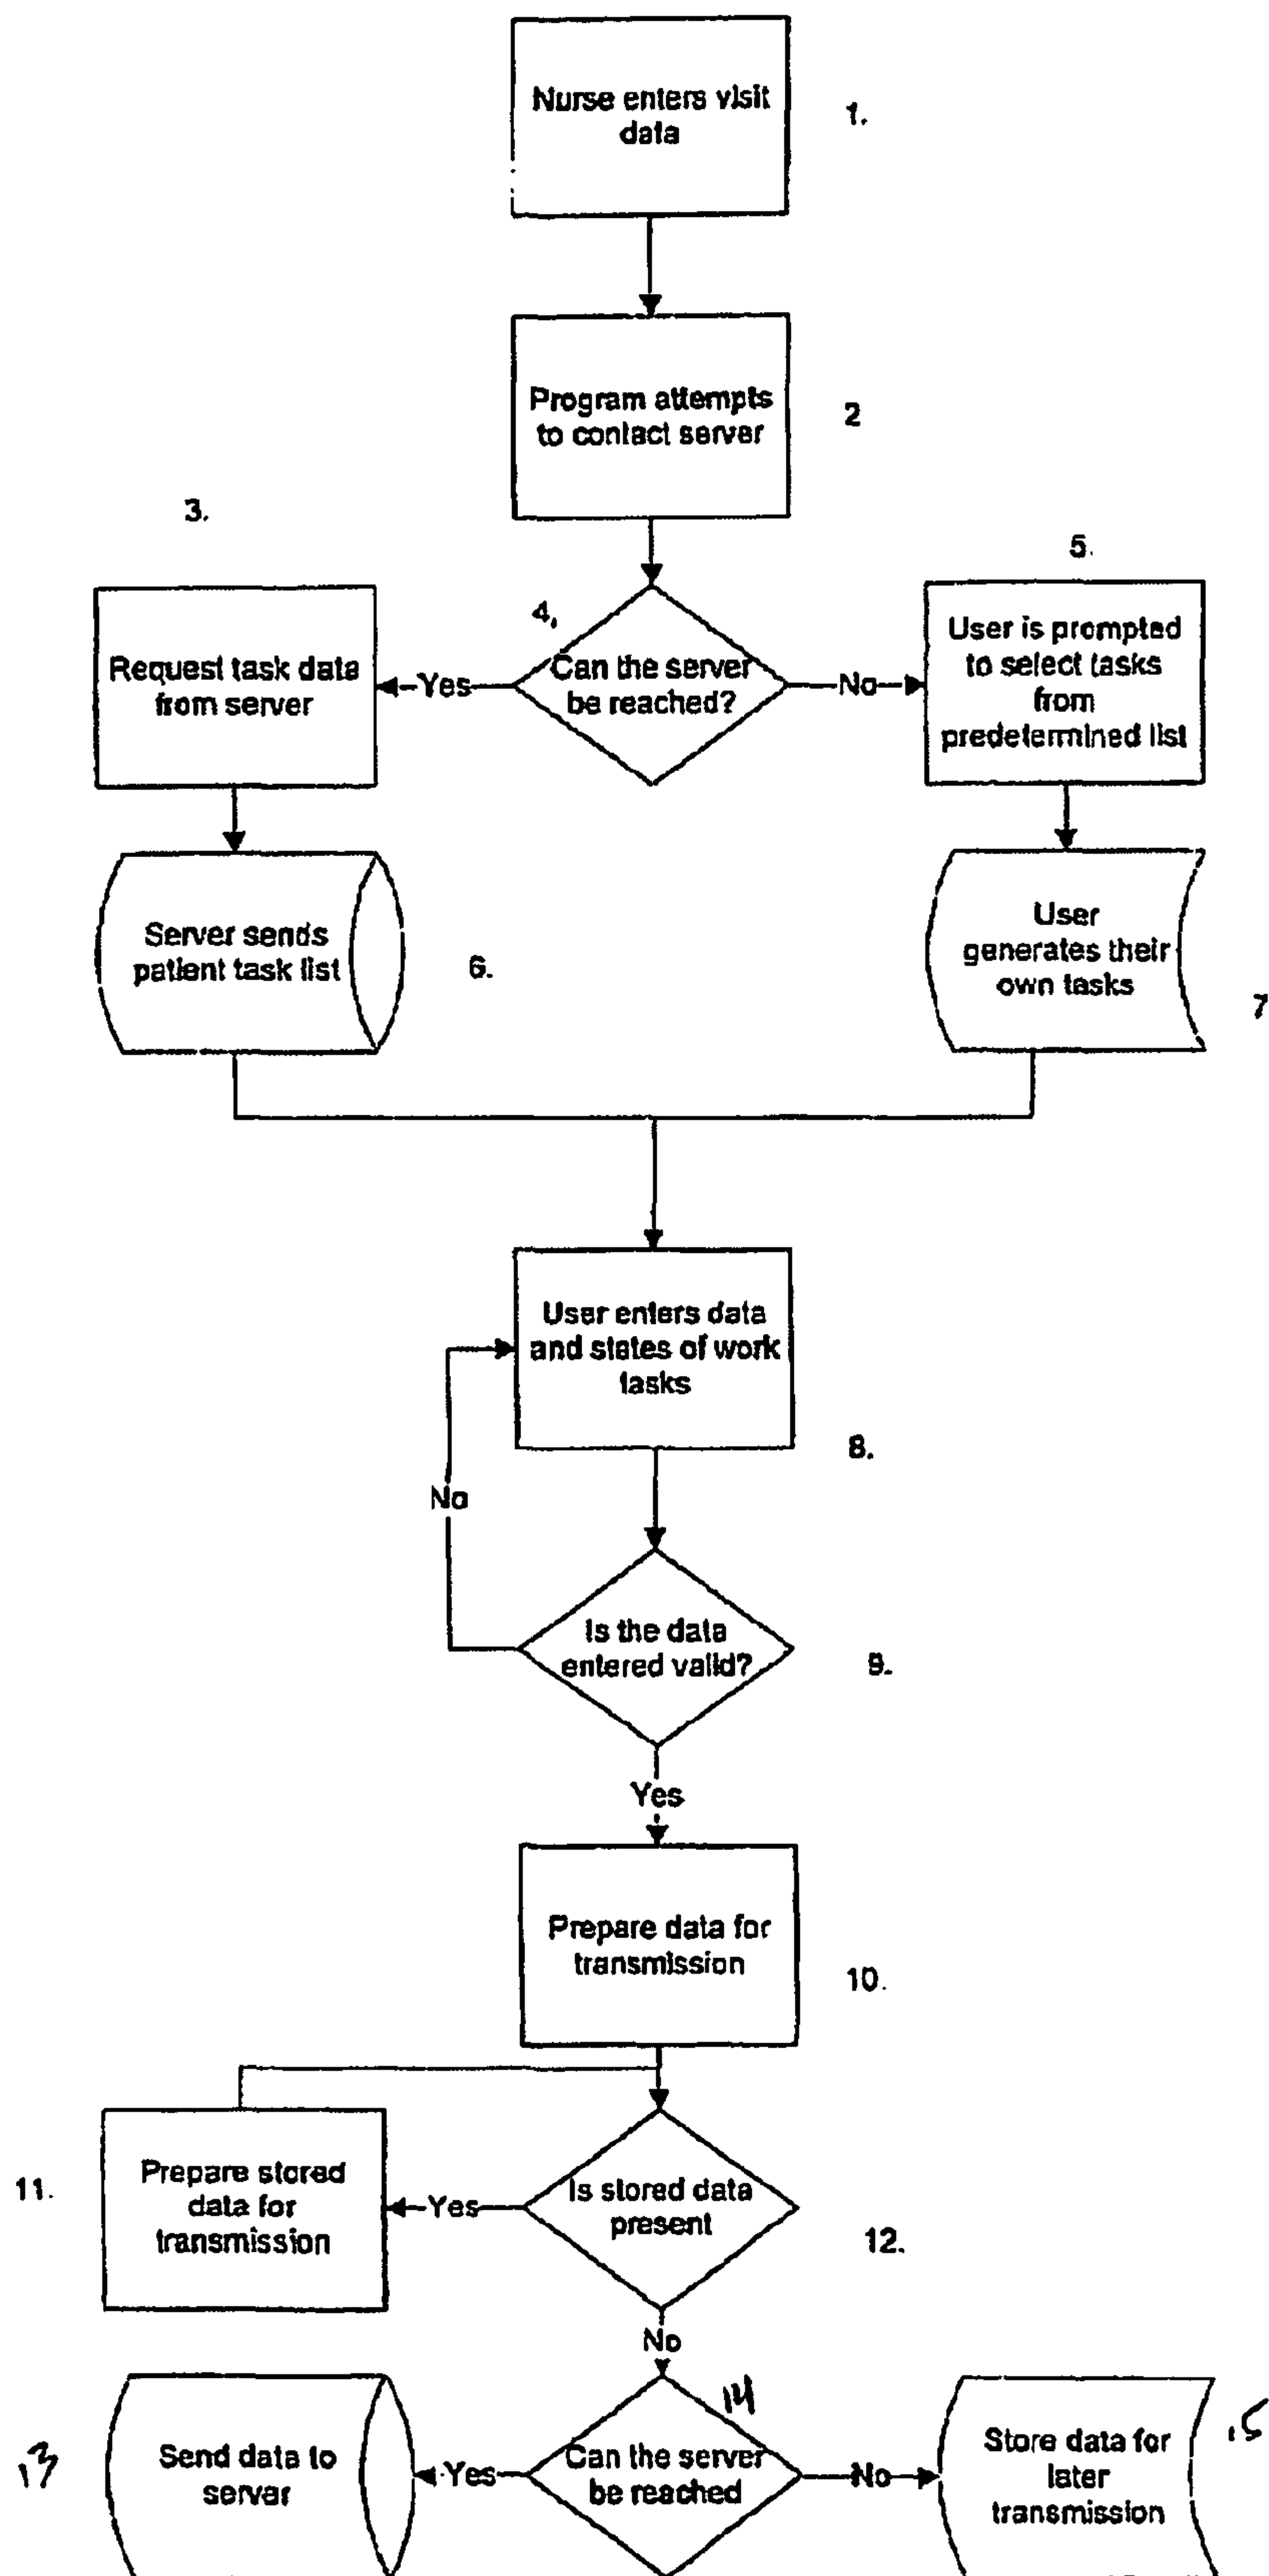 Nurse enters visit
data
1.
Program attempts
to contact server
2
3.
5.
4,
Request task data
from server
Yes
Can the server
be reached?
No
User is prompted
to select tasks
from
predetermined list
Server sends
patient task list
6.
User
generates their
own tasks
7
User enters data
and states of work
tasks
8.
No
Is the data
entered valid?
9.
Yes
Prepare data for
transmission
10.
11.
Prepare stored
data for
transmission
Yes
Is stored data
present
12.
No
13
Send data to
server
Yes
14
Can the server
be reached
No
Store data for
later
transmission
15